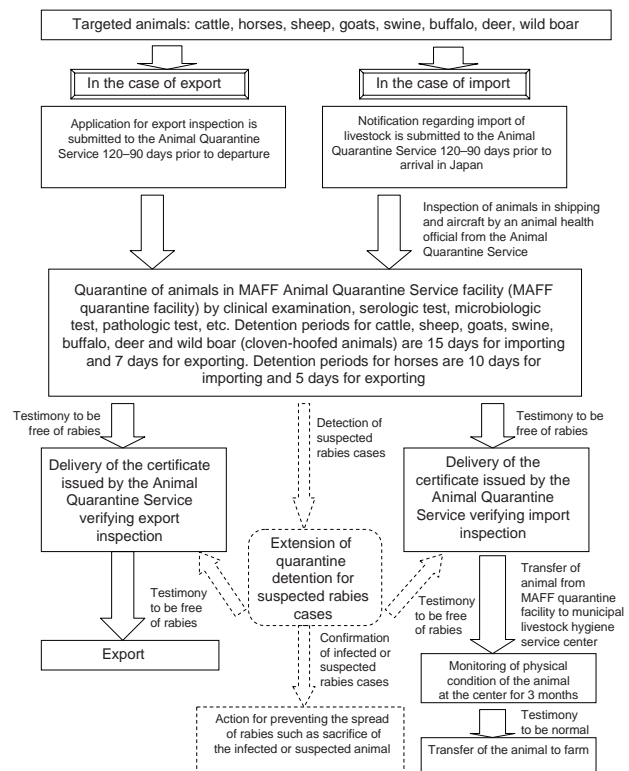 Targeted animals: cattle, horses, sheep, goats, swine, buffalo, deer, wild boar
In the case of export
In the case of import
Application for export inspection is
submitted to the Animal Quarantine
Service 120–90 days prior to departure
Notification regarding import of
livestock is submitted to the Animal
Quarantine Service 120–90 days prior to
arrival in Japan
Inspection of animals in shipping
and aircraft by an animal health
official from the Animal
Quarantine Service
Quarantine of animals in MAFF Animal Quarantine Service facility (MAFF
quarantine facility) by clinical examination, serologic test, microbiologic
test, pathologic test, etc. Detention periods for cattle, sheep, goats, swine,
buffalo, deer and wild boar (cloven-hoofed animals) are 15 days for importing
and 7 days for exporting. Detention periods for horses are 10 days for
importing and 5 days for exporting
Testimony to be
free of rabies
Detection of
suspected
rabies cases
Testimony to be
free of rabies
Delivery of the certificate
issued by the Animal
Quarantine Service
verifying export
inspection
Delivery of the
certificate issued by the
Animal Quarantine
Service verifying import
inspection
Extension of
quarantine
detention for
suspected rabies
cases
Testimony
to be free
of rabies
Testimony
to be free
of rabies
Transfer of
animal from
MAFF quarantine
facility to municipal
livestock hygiene
service center
Export
Confirmation
of infected or
suspected
rabies cases
Monitoring of physical
condition of the animal
at the center for 3 months
Action for preventing the spread
of rabies such as sacrifice of
the infected or suspected animal
Testimony
to be normal
Transfer of the animal to farm